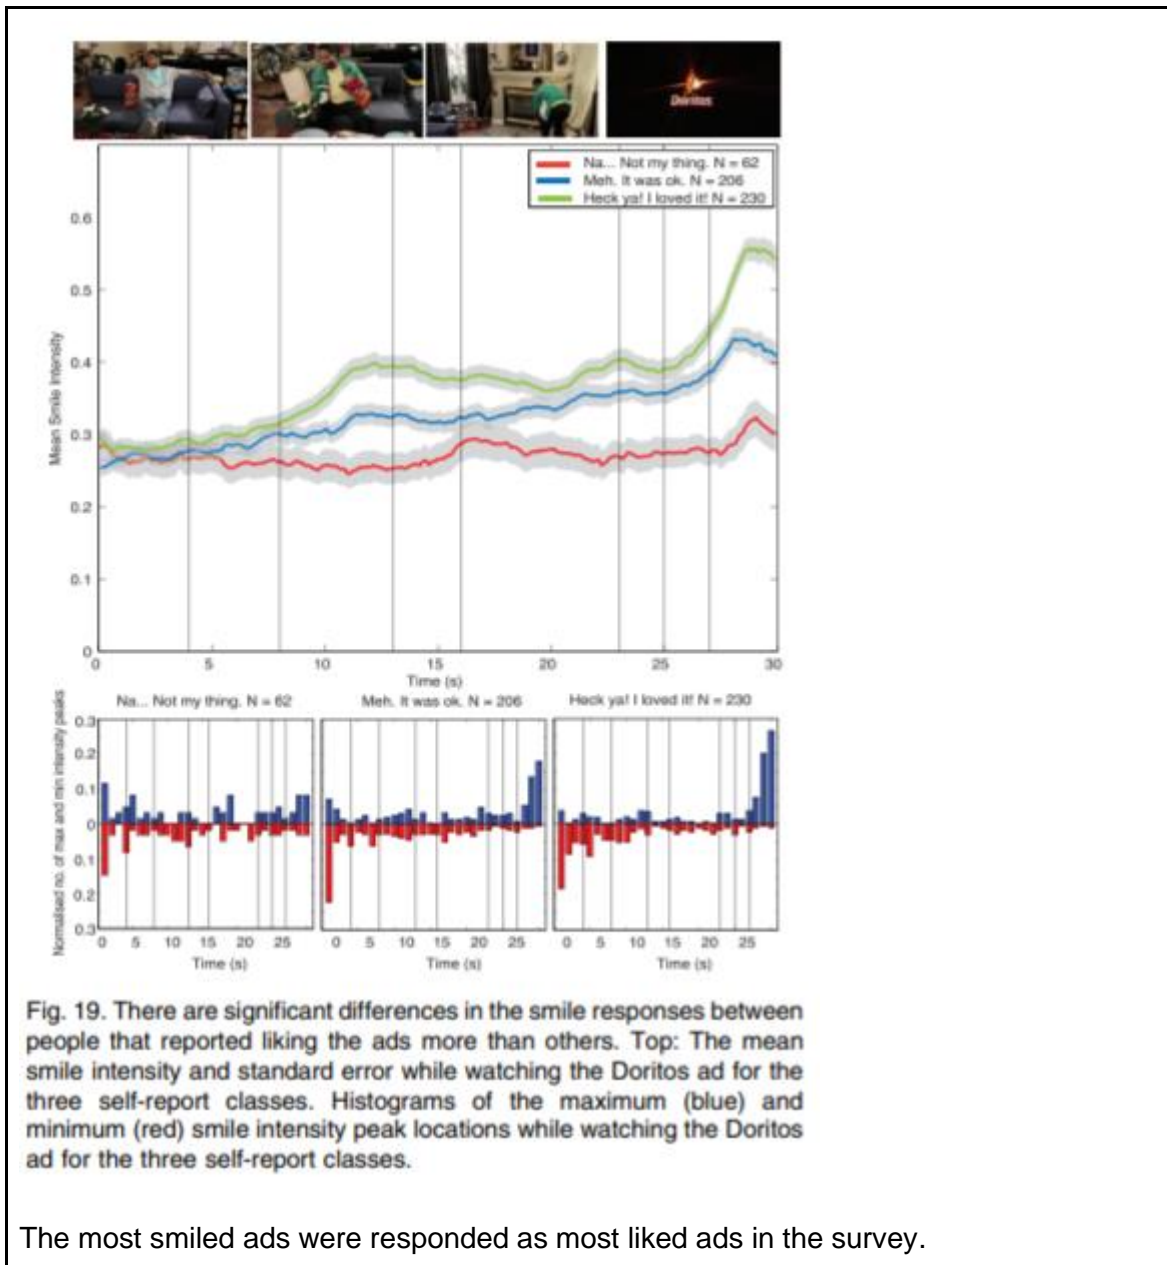 Doritos
Na... Not my thing. N = 62
Meh. It was ok. N = 206
Heck ya! I loved it! N = 230
Mean Smile Intensity
0.6
0.5
0.4
0.3
0.2
0.1
0
0 5 10 15 20 25 30
Time (s)
Na... Not my thing. N = 62
Meh. It was ok. N = 206
Heck ya! I loved it! N = 230
Normalised no. of max and min intensity peaks
0.3
0.2
0.1
0
0.1
0.2
0.3
0 5 10 15 20 25
Time (s)
0 5 10 15 20 25
Time (s)
0 5 10 15 20 25
Time (s)
Fig. 19. There are significant differences in the smile responses between
people that reported liking the ads more than others. Top: The mean
smile intensity and standard error while watching the Doritos ad for the
three self-report classes. Histograms of the maximum (blue) and
minimum (red) smile intensity peak locations while watching the Doritos
ad for the three self-report classes.
The most smiled ads were responded as most liked ads in the survey.